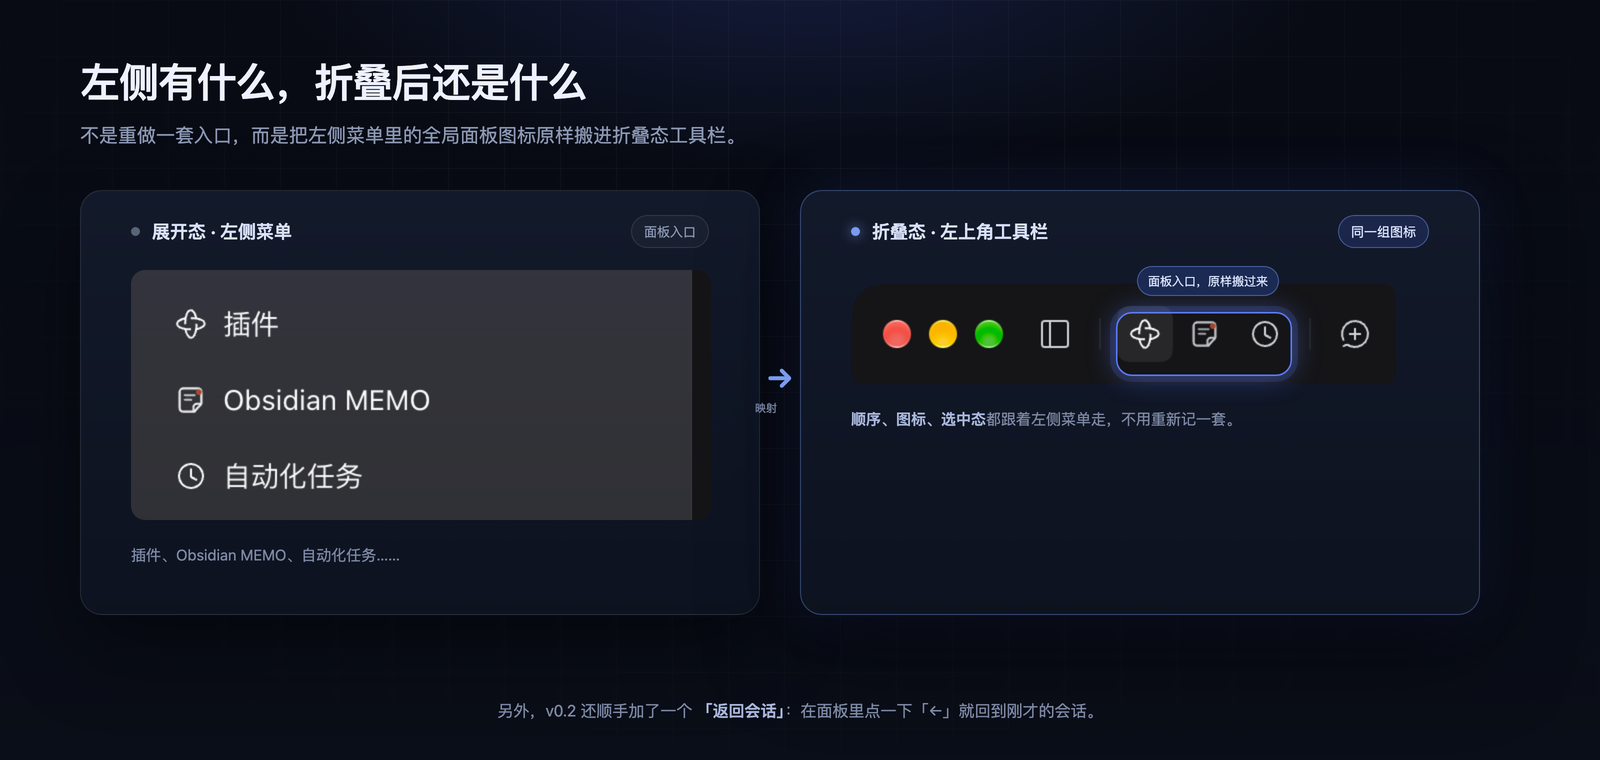 左侧有什么，折叠后还是什么
不是重做一套入口，而是把左侧菜单里的全局面板图标原样搬进折叠态工具栏。
展开态 · 左侧菜单
面板入口
插件
Obsidian MEMO
自动化任务
插件、Obsidian MEMO、自动化任务……
映射
折叠态 · 左上角工具栏
同一组图标
面板入口，原样搬过来
顺序、图标、选中态都跟着左侧菜单走，不用重新记一套。
另外，v0.2 还顺手加了一个「返回会话」：在面板里点一下「←」就回到刚才的会话。